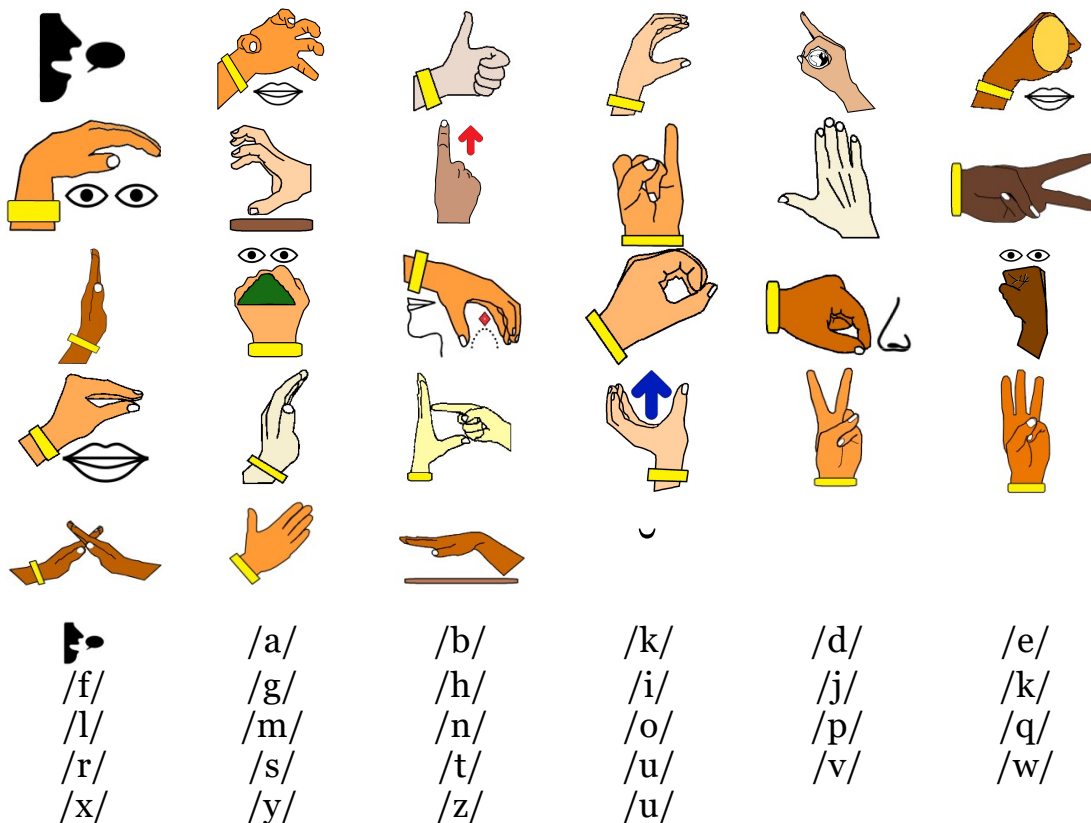 /a/ /b/ /k/ /d/ /e/
/f/ /g/ /h/ /i/ /j/ /k/
/l/ /m/ /n/ /o/ /p/ /q/
/r/ /s/ /t/ /u/ /v/ /w/
/x/ /y/ /z/ /u/